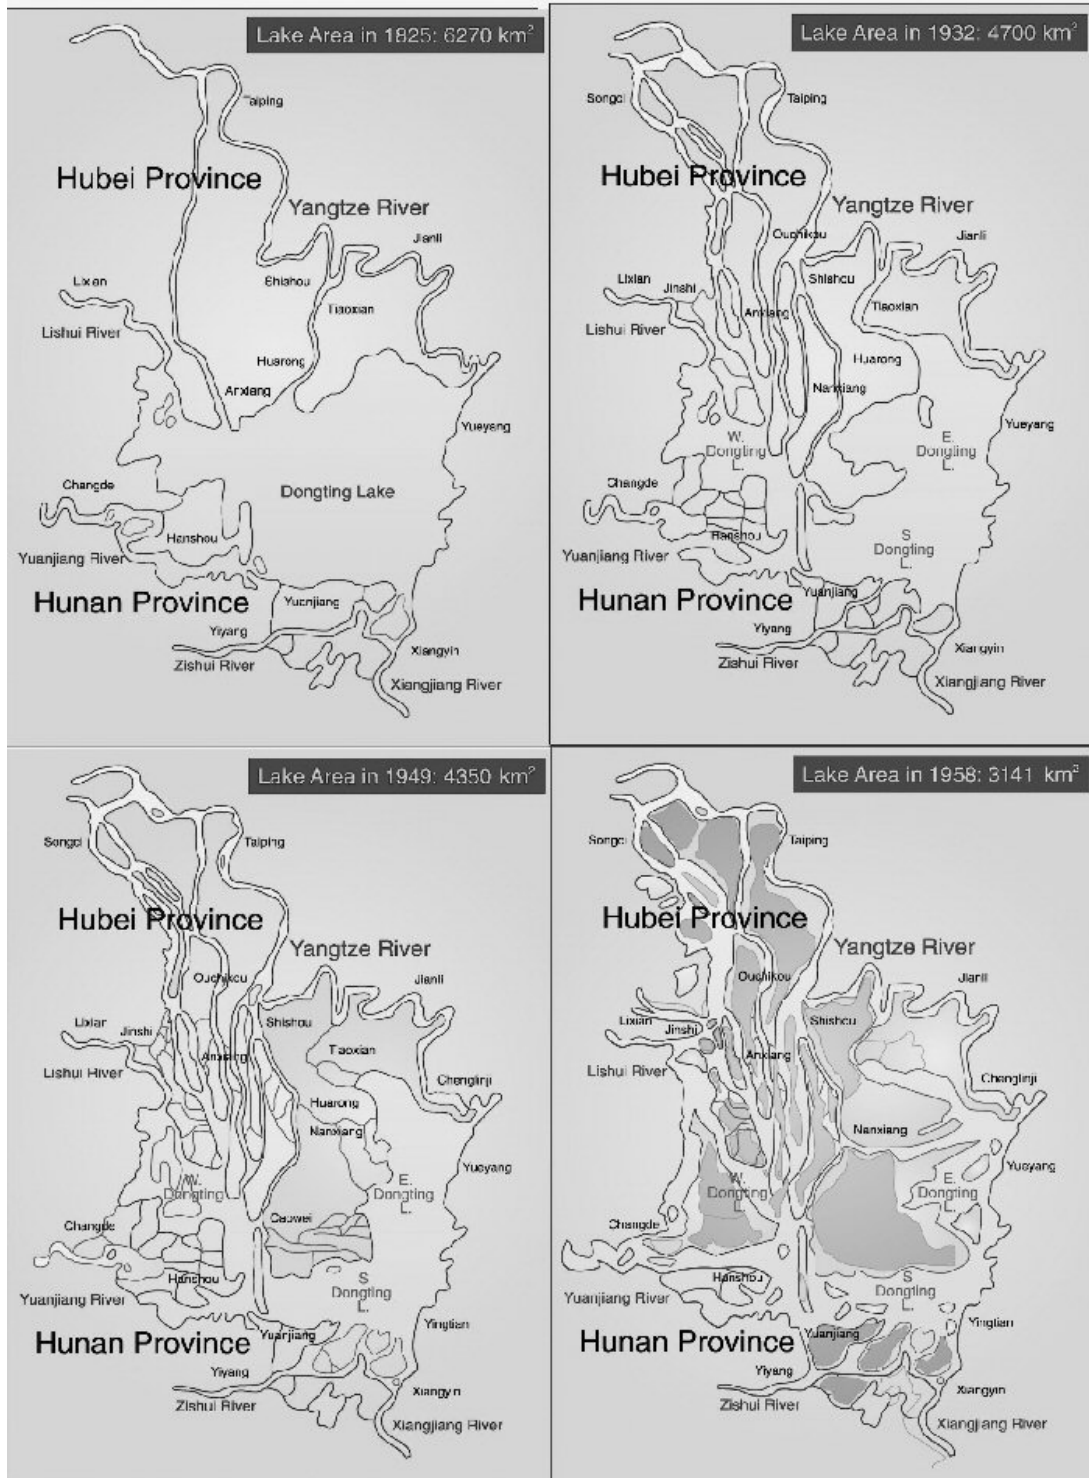 Lake Area in 1825: 6270 km²
Taiping
Hubei Province
Yangtze River
Jianli
Lixian
Shishou
Tiaoxian
Lishui River
Huarong
Anxiang
Yueyang
Changde
Dongting Lake
Hanshou
Yuanjiang River
Hunan Province
Yuanjiang
Yiyang
Xiangyin
Zishui River
Xiangjiang River
Lake Area in 1932: 4700 km²
Songci
Taiping
Hubei Province
Yangtze River
Ouchikou
Jianli
Lixian
Jinshi
Shishou
Anxiang
Tiaoxian
Lishui River
Huarong
Nanxiang
Yueyang
W.
Dongting
L.
E.
Dongting
L.
Changde
Hanshou
S
Dongting
L.
Yuanjiang River
Hunan Province
Yuanjiang
Yiyang
Xiangyin
Zishui River
Xiangjiang River
Lake Area in 1949: 4350 km²
Songci
Taiping
Hubei Province
Yangtze River
Ouchikou
Jianli
Lixian
Jinshi
Shishou
Anxiang
Tiaoxian
Lishui River
Chenglinji
Huarong
Nanxiang
Yueyang
W.
Dongting
E.
Dongting
L.
Changde
Caowei
Hanshou
S
Dongting
L.
Yuanjiang River
Yingtian
Hunan Province
Yuanjiang
Yiyang
Xiangyin
Zishui River
Xiangjiang River
Lake Area in 1958: 3141 km²
Songci
Taiping
Hubei Province
Yangtze River
Ouchikou
Jianli
Lixian
Jinshi
Shishou
Anxiang
Lishui River
Chenglinji
Nanxiang
Yueyang
W.
Dongting
L.
E.
Dongting
L.
Changde
Hanshou
S
Dongting
L.
Yuanjiang River
Yingtian
Hunan Province
Yuanjiang
Yiyang
Xiangyin
Zishui River
Xiangjiang River